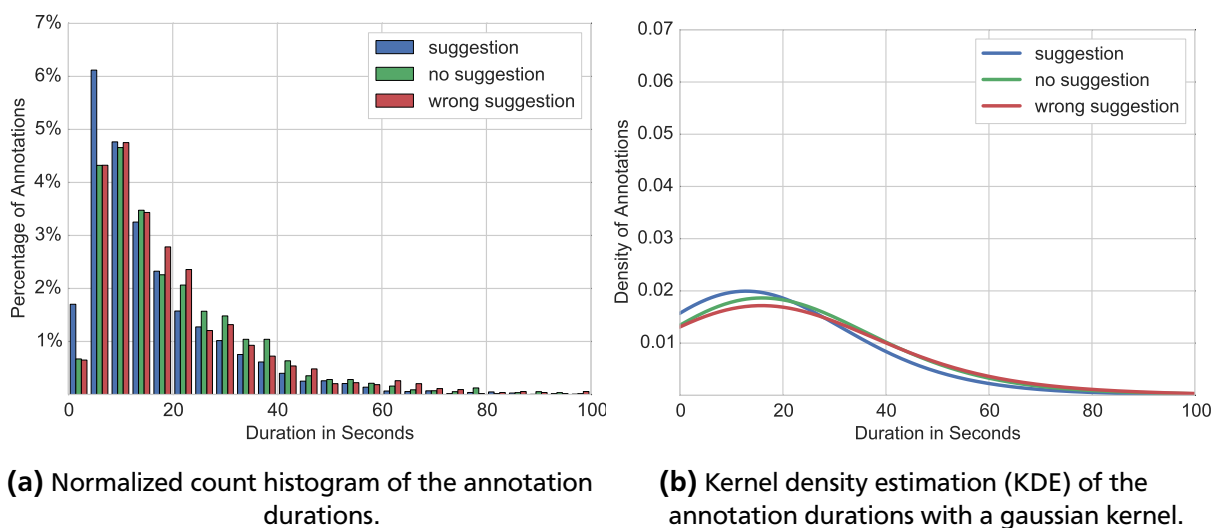 7%
6%
5%
4%
3%
2%
1%
Percentage of Annotations
suggestion
no suggestion
wrong suggestion
0 20 40 60 80 100
Duration in Seconds
(a) Normalized count histogram of the annotation
durations.
0.07
0.06
0.05
0.04
0.03
0.02
0.01
Density of Annotations
suggestion
no suggestion
wrong suggestion
0 20 40 60 80 100
Duration in Seconds
(b) Kernel density estimation (KDE) of the
annotation durations with a gaussian kernel.